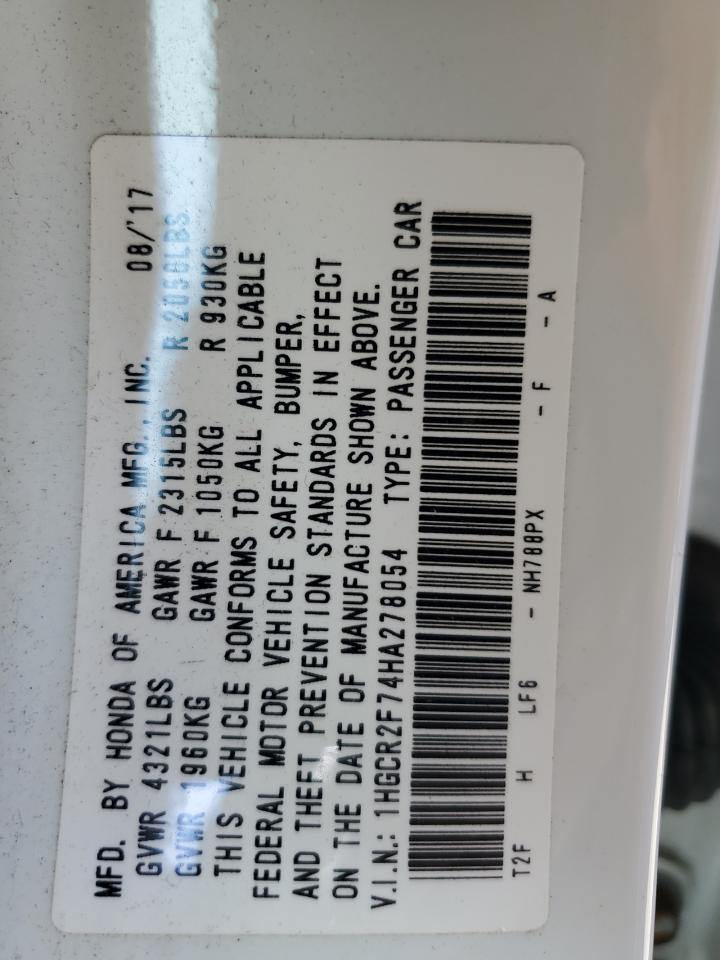 MFD. BY HONDA OF AMERICA MFG., INC. 08/'17
GVWR 4321LBS GAWR F 2315LBS R 2050LBS
GVWR 1960KG GAWR F 1050KG R 930KG
THIS VEHICLE CONFORMS TO ALL APPLICABLE
FEDERAL MOTOR VEHICLE SAFETY, BUMPER,
AND THEFT PREVENTION STANDARDS IN EFFECT
ON THE DATE OF MANUFACTURE SHOWN ABOVE.
V.I.N.: 1HGCR2F74HA278054 TYPE: PASSENGER CAR
T2F H LF6 - NH788PX - F - A